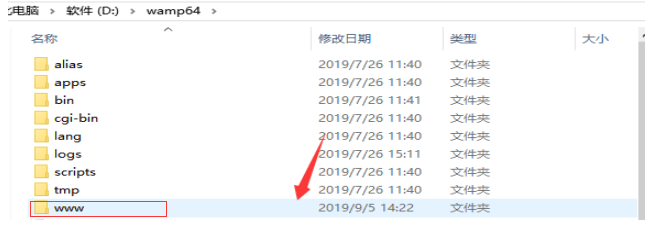 此电脑 > 软件 (D:) > wamp64 >
名称 修改日期 类型 大小
alias 2019/7/26 11:40 文件夹
apps 2019/7/26 11:40 文件夹
bin 2019/7/26 11:41 文件夹
cgi-bin 2019/7/26 11:40 文件夹
lang 2019/7/26 11:40 文件夹
logs 2019/7/26 15:11 文件夹
scripts 2019/7/26 11:40 文件夹
tmp 2019/7/26 11:40 文件夹
www 2019/9/5 14:22 文件夹